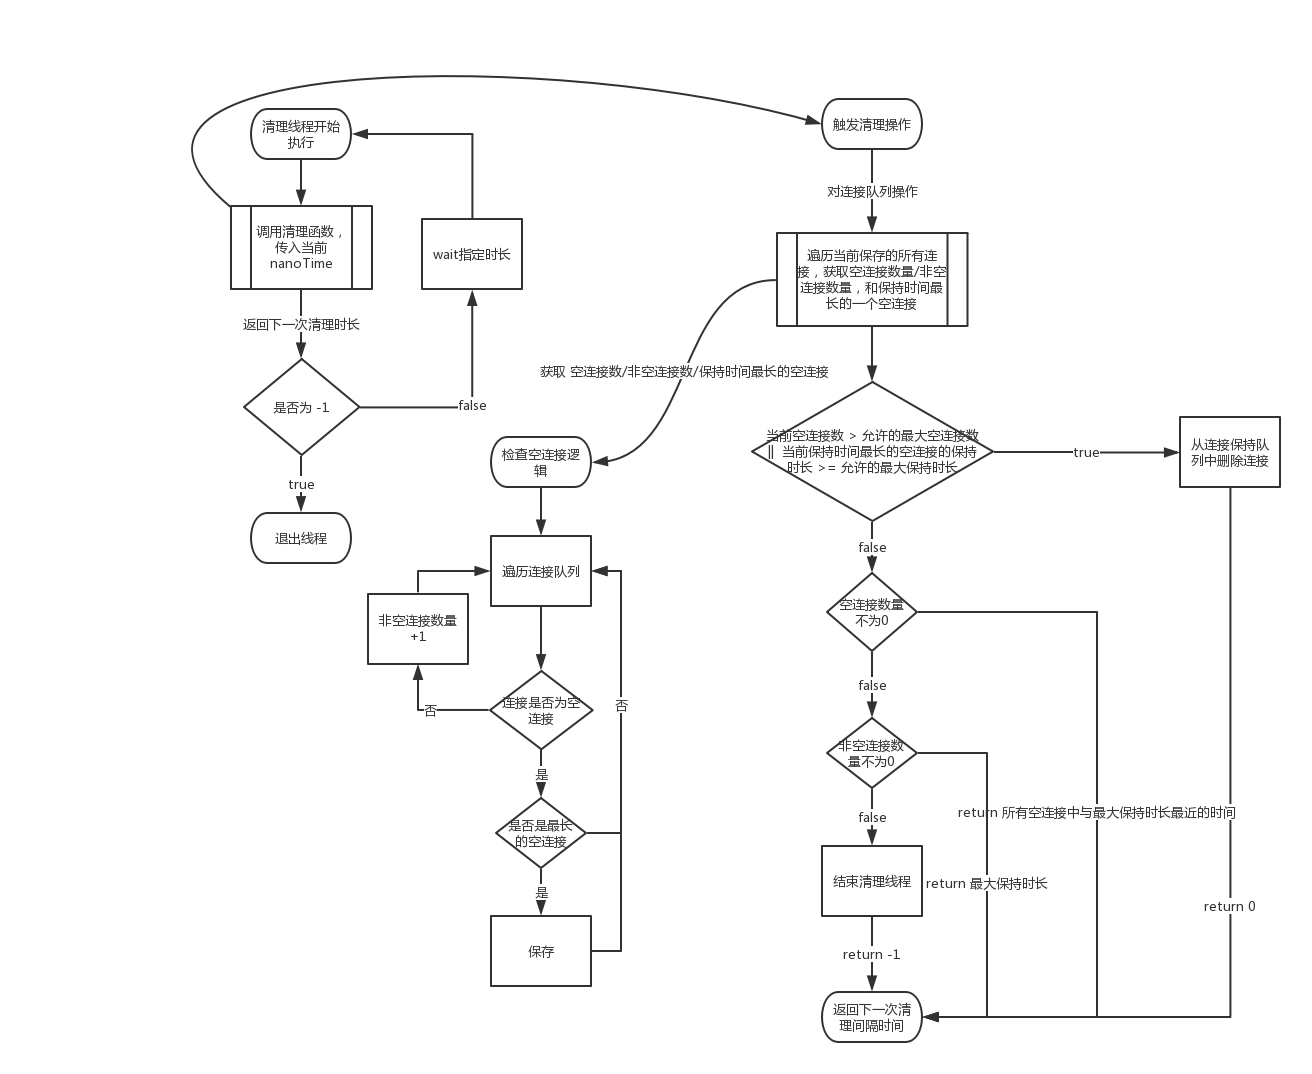 清理线程开始
执行
调用清理函数，
传入当前
nanoTime
wait指定时长
返回下一次清理时长
是否为 -1
false
true
退出线程
触发清理操作
对连接队列操作
遍历当前保存的所有连
接，获取空连接数量/非空
连接数量，和保持时间最
长的一个空连接
获取 空连接数/非空连接数/保持时间最长的空连接
检查空连接逻
辑
遍历连接队列
非空连接数量
+1
连接是否为空
连接
否
否
是
是否是最长
的空连接
是
保存
当前空连接数 > 允许的最大空连接数
|| 当前保持时间最长的空连接的保持
时长 >= 允许的最大保持时长
true
从连接保持队
列中删除连接
false
空连接数量
不为0
false
非空连接数
量不为0
false
return 所有空连接中与最大保持时长最近的时间
结束清理线程
return 最大保持时长
return 0
return -1
返回下一次清
理间隔时间